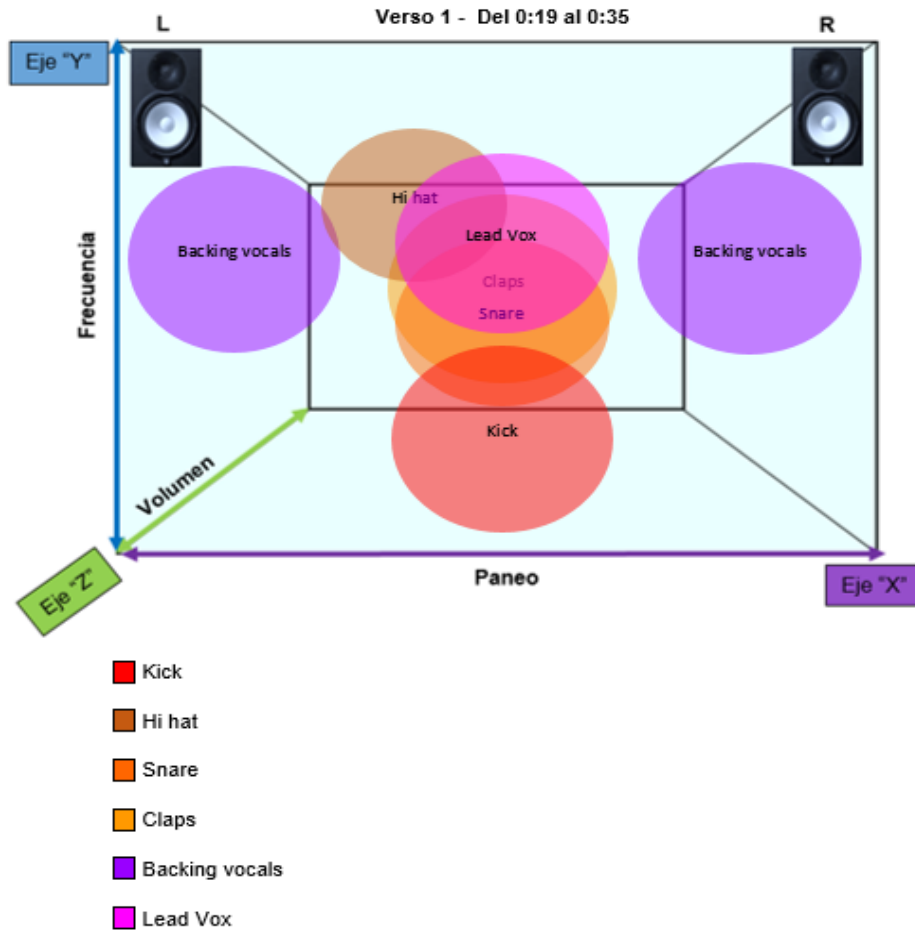 Verso 1 - Del 0:19 al 0:35
L
R
Eje "Y"
Hi hat
Lead Vox
Backing vocals
Backing vocals
Claps
Snare
Frecuencia
Kick
Volumen
Eje "Z"
Paneo
Eje "X"
Kick
Hi hat
Snare
Claps
Backing vocals
Lead Vox